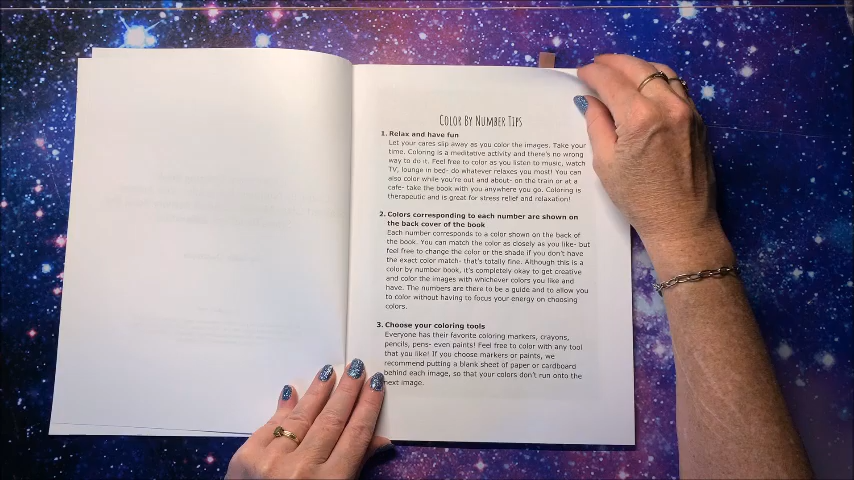 Color By Number Tips
1. Relax and have fun
Let your cares slip away as you color the images. Take your
time. Coloring is a meditative activity and there's no wrong
way to do it. Feel free to color as you listen to music, watch
TV, lounge in bed- do whatever relaxes you most! You can
also color while you're out and about- on the train or at a
cafe- take the book with you anywhere you go. Coloring is
therapeutic and is great for stress relief and relaxation!
2. Colors corresponding to each number are shown on
the back cover of the book
Each number corresponds to a color shown on the back of
the book. You can match the color as closely as you like- but
feel free to change the color or the shade if you don't have
the exact color match- that's totally fine. Although this is a
color by number book, it's completely okay to get creative
and color the images with whichever colors you like and
have. The numbers are there to be a guide and to allow you
to color without having to focus your energy on choosing
colors.
3. Choose your coloring tools
Everyone has their favorite coloring markers, crayons,
pencils, pens- even paints! Feel free to color with any tool
that you like! If you choose markers or paints, we
recommend putting a blank sheet of paper or cardboard
behind each image, so that your colors don't run onto the
next image.